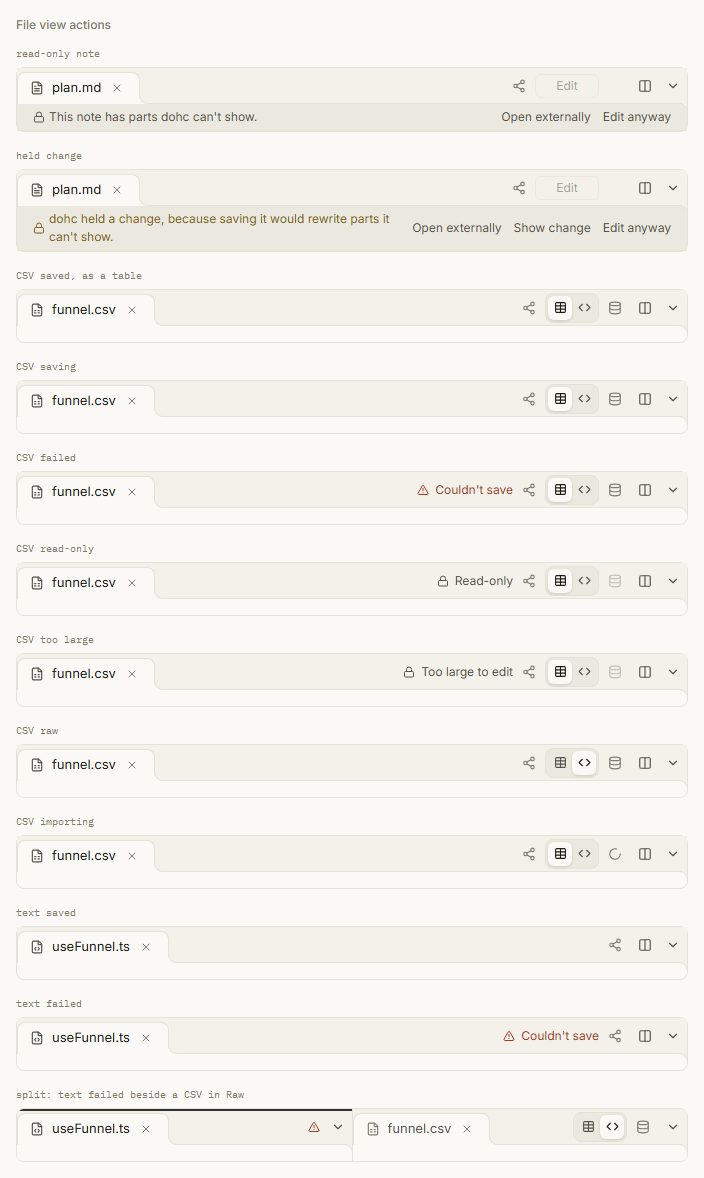 File view actions
read-only note
plan.md
Edit
This note has parts dohc can't show.
Open externally
Edit anyway
held change
plan.md
Edit
dohc held a change, because saving it would rewrite parts it
can't show.
Open externally
Show change
Edit anyway
CSV saved, as a table
funnel.csv
CSV saving
funnel.csv
CSV failed
funnel.csv
Couldn't save
CSV read-only
funnel.csv
Read-only
CSV too large
funnel.csv
Too large to edit
CSV raw
funnel.csv
CSV importing
funnel.csv
text saved
useFunnel.ts
text failed
useFunnel.ts
Couldn't save
split: text failed beside a CSV in Raw
useFunnel.ts
funnel.csv